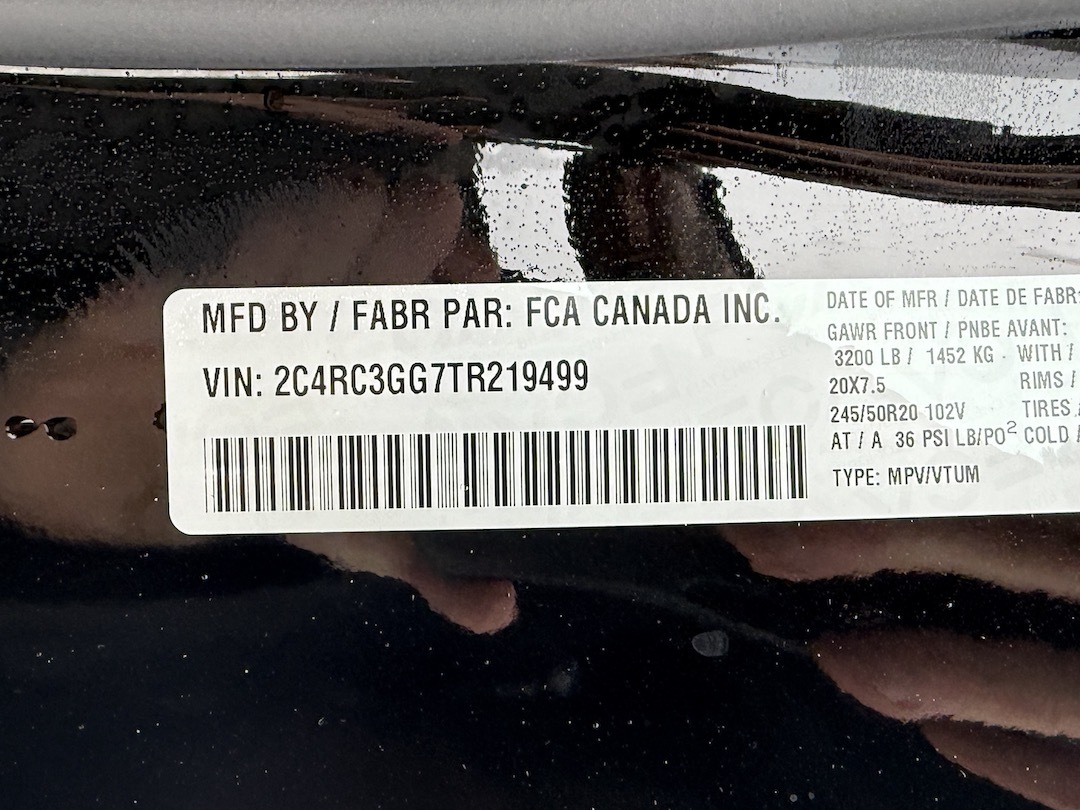 MFD BY / FABR PAR: FCA CANADA INC.
VIN: 2C4RC3GG7TR219499
DATE OF MFR / DATE DE FABR:
GAWR FRONT / PNBE AVANT:
3200 LB / 1452 KG WITH /
20X7.5 RIMS /
245/50R20 102V TIRES
AT / A 36 PSI LB/PO² COLD /
TYPE: MPV/VTUM